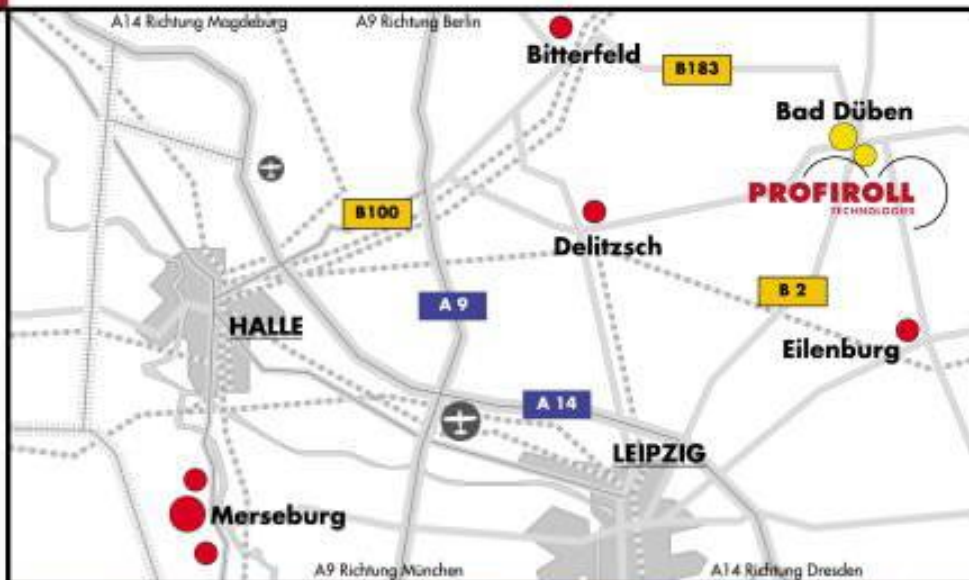 A14 Richtung Magdeburg
A9 Richtung Berlin
Bitterfeld
B183
Bad Düben
PROFIROLL
TECHNOLOGIES
B100
Delitzsch
B 2
A 9
HALLE
Eilenburg
A 14
LEIPZIG
Merseburg
A9 Richtung München
A14 Richtung Dresden